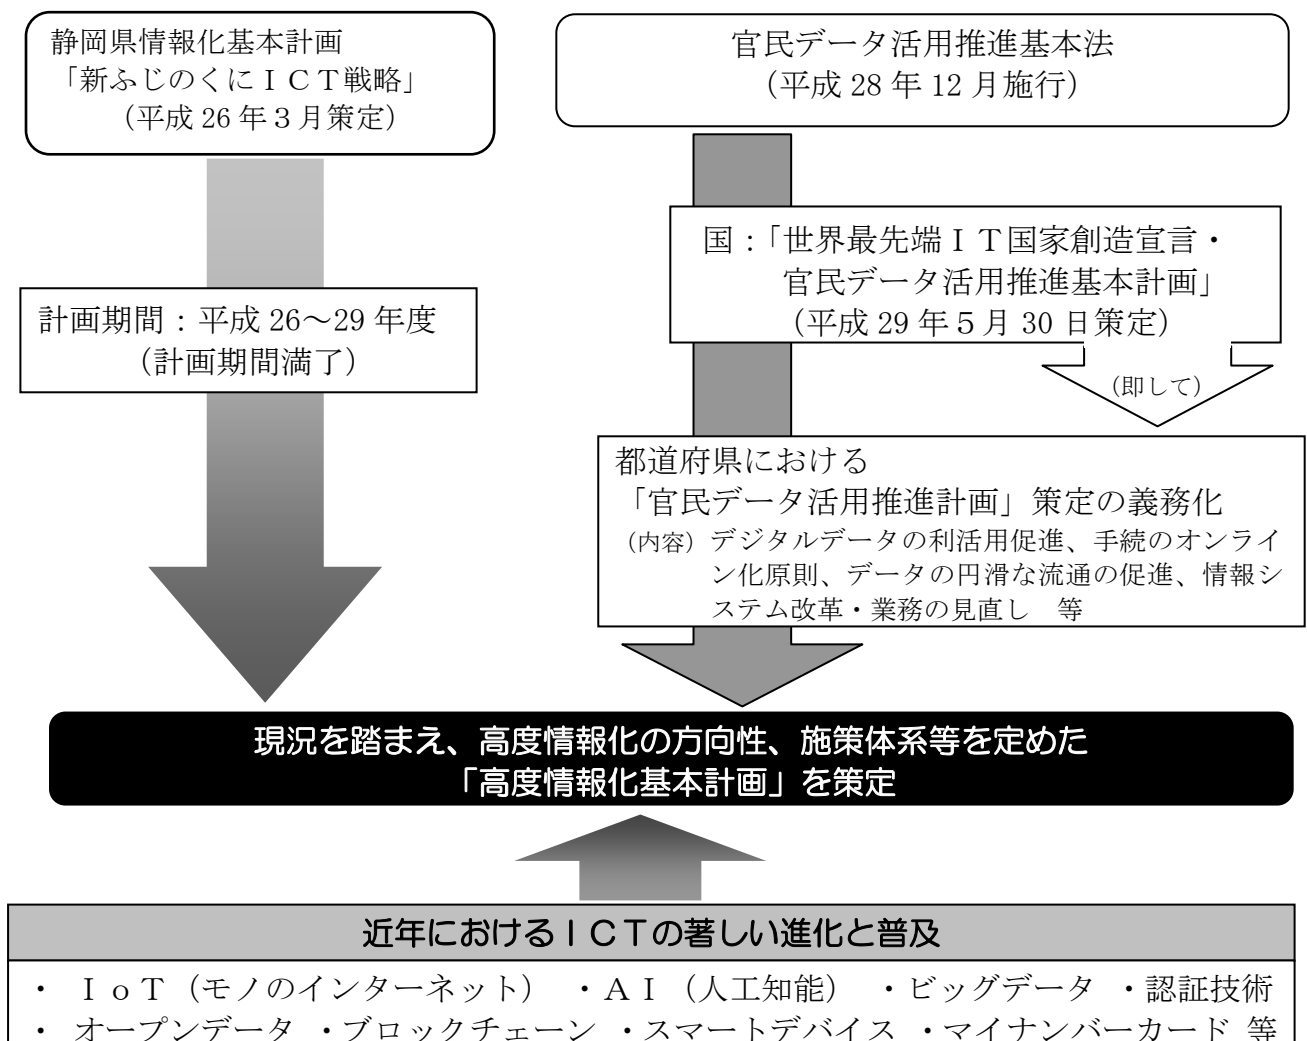 静岡県情報化基本計画
「新ふじのくにＩＣＴ戦略」
（平成 26 年３月策定）
官民データ活用推進基本法
（平成 28 年 12 月施行）
国：「世界最先端ＩＴ国家創造宣言・
官民データ活用推進基本計画」
（平成 29 年５月 30 日策定）
計画期間：平成 26～29 年度
（計画期間満了）
（即して）
都道府県における
「官民データ活用推進計画」策定の義務化
（内容）デジタルデータの利活用促進、手続のオンライ
ン化原則、データの円滑な流通の促進、情報シ
ステム改革・業務の見直し　等
現況を踏まえ、高度情報化の方向性、施策体系等を定めた
「高度情報化基本計画」を策定
近年におけるＩＣＴの著しい進化と普及
・ ＩｏＴ（モノのインターネット） ・ＡＩ（人工知能） ・ビッグデータ ・認証技術
・ オープンデータ ・ブロックチェーン ・スマートデバイス ・マイナンバーカード 等